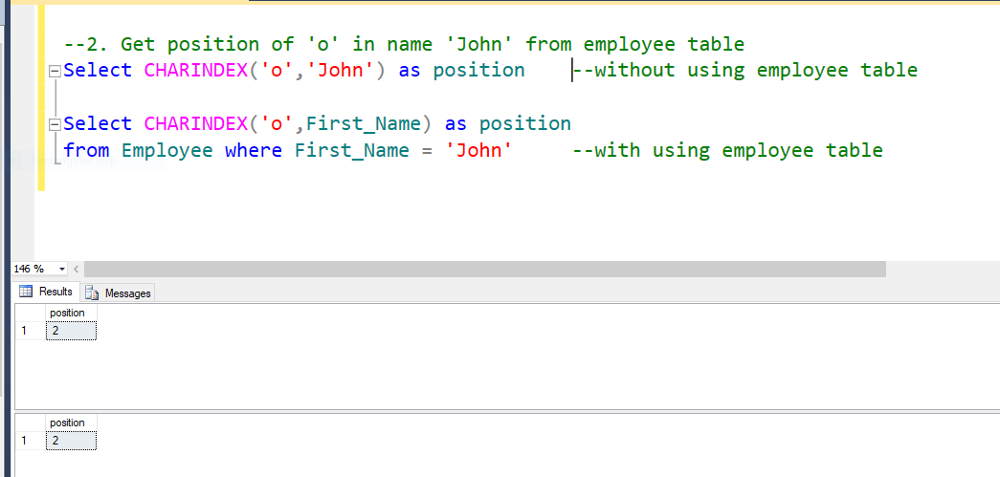 --2. Get position of 'o' in name 'John' from employee table
Select CHARINDEX('o','John') as position    --without using employee table
Select CHARINDEX('o',First_Name) as position
from Employee where First_Name = 'John'     --with using employee table
146 %
Results Messages
position
1 2
position
1 2